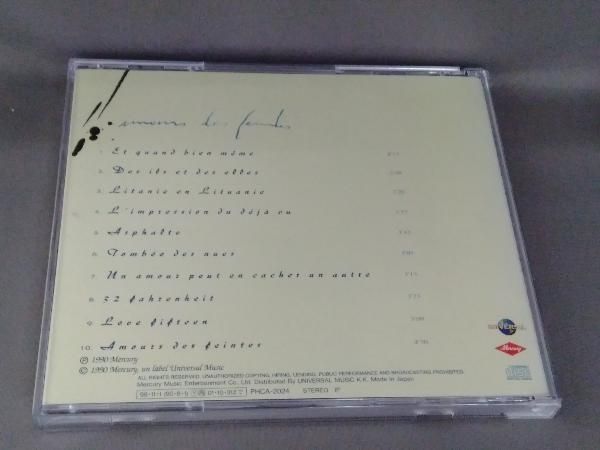 amours des feintes
1. Et quand bien même
2. Des ils et des elles
3. Litanie en Lituanie
4. L'impression du déjà vu
5. Asphalte
6. Tombée des nues
7. Un amour peut en cacher un autre
8. 32 fahrenheit
9. Love fifteen
10. Amours des feintes
℗ 1990 Mercury
© 1990 Mercury, un label Universal Music
ALL RIGHTS RESERVED. UNAUTHORIZED COPYING, HIRING, LENDING, PUBLIC PERFORMANCE AND BROADCASTING PROHIBITED.
Mercury Music Entertainment Co., Ltd. Distributed By UNIVERSAL MUSIC K.K. Made in Japan
PHCA-2024 STEREO
UNIVERSAL
Mercury